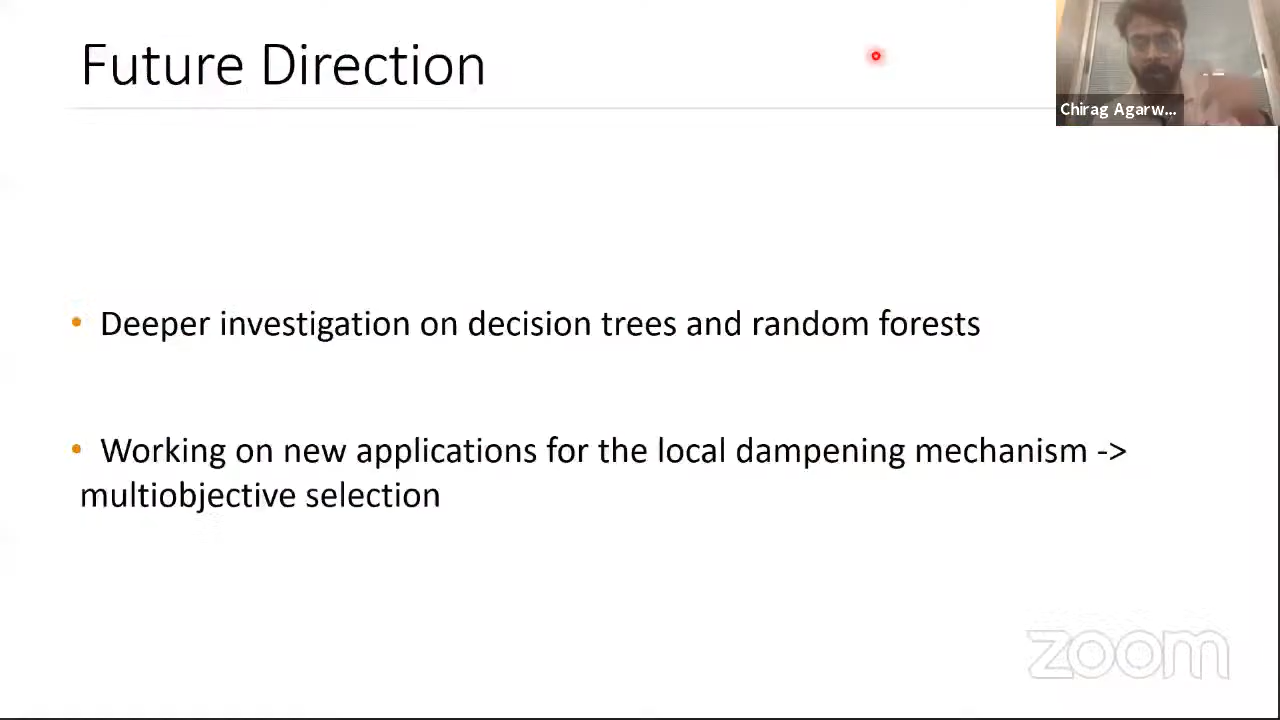 Future Direction
Chirag Agarw...
• Deeper investigation on decision trees and random forests
• Working on new applications for the local dampening mechanism ->
multiobjective selection
zoom